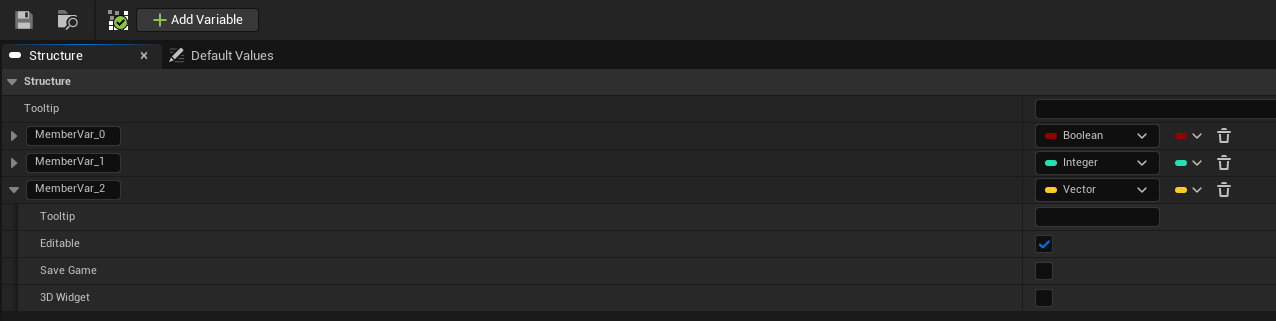 Add Variable
Structure Default Values
Structure
Tooltip
MemberVar_0 Boolean
MemberVar_1 Integer
MemberVar_2 Vector
Tooltip
Editable
Save Game
3D Widget